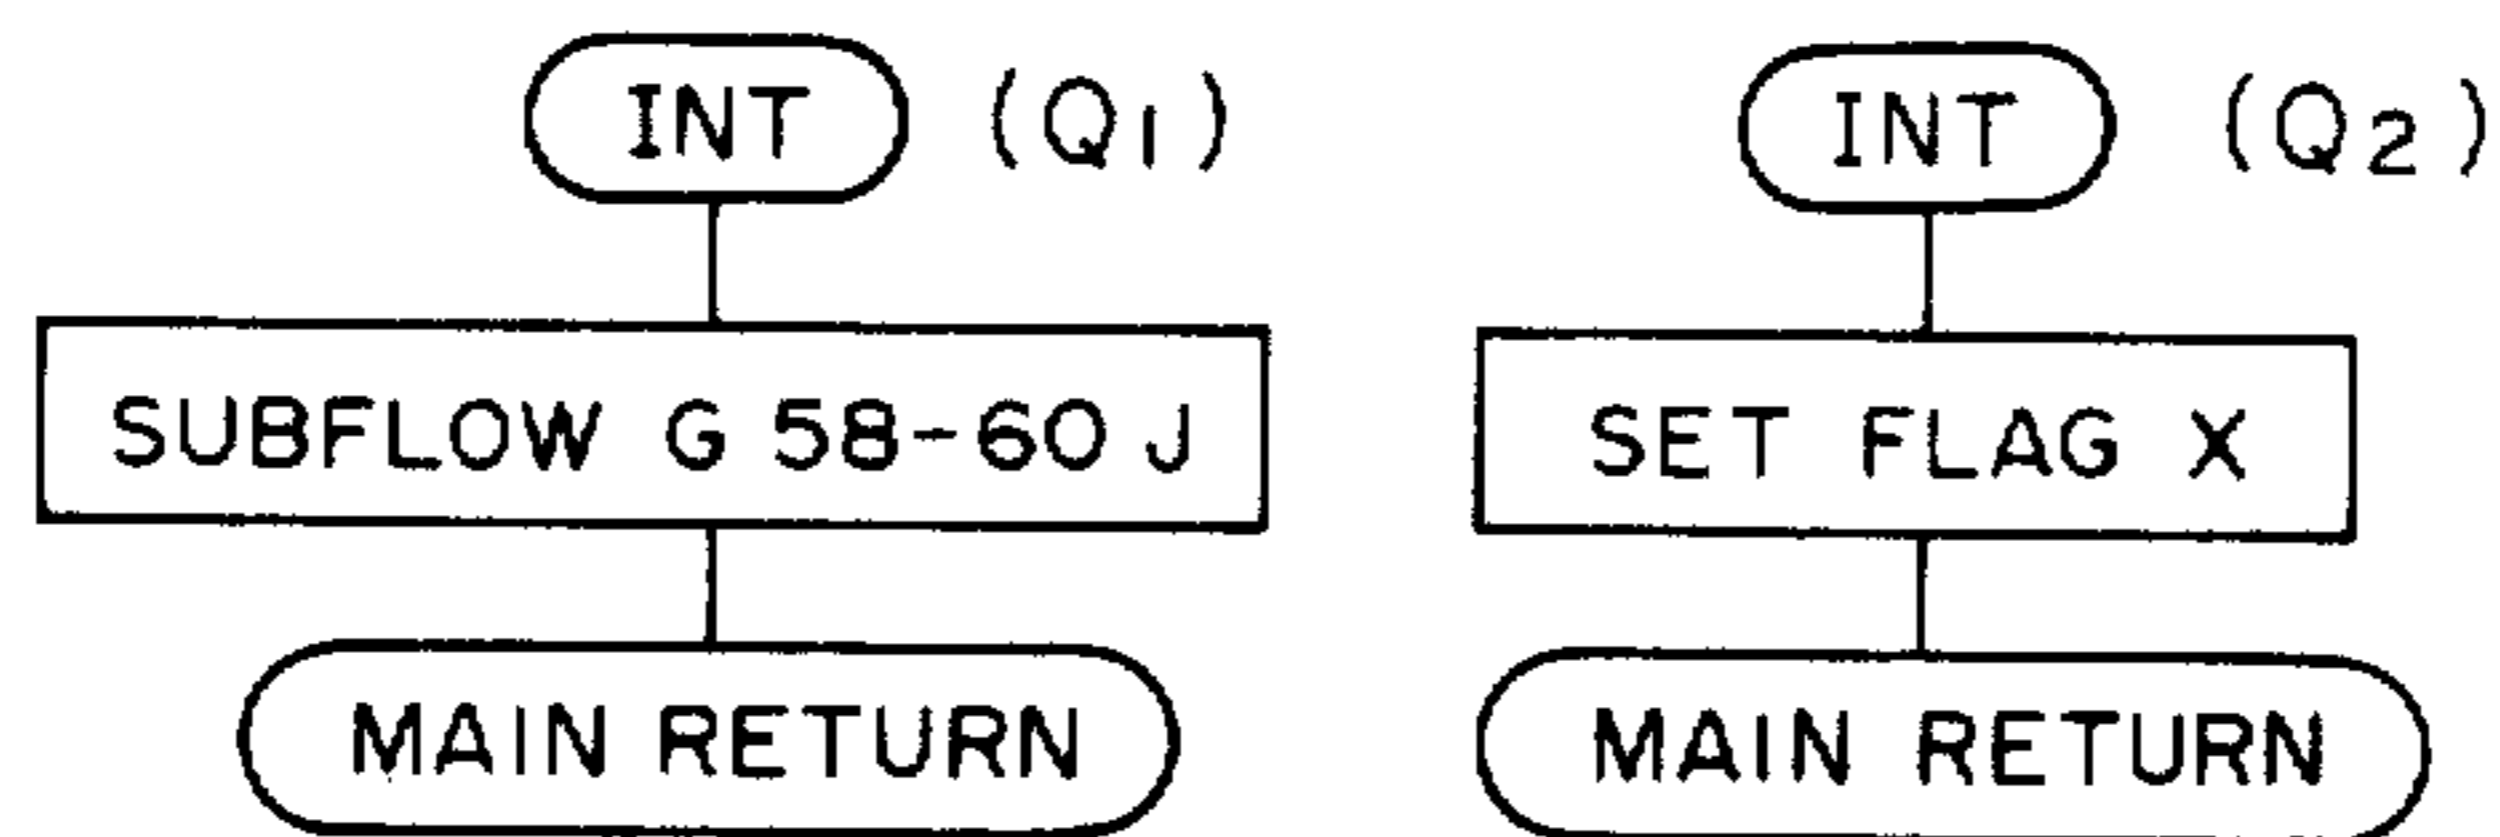 INT (Q1)
SUBFLOW G 58-60 J
MAIN RETURN
INT (Q2)
SET FLAG X
MAIN RETURN